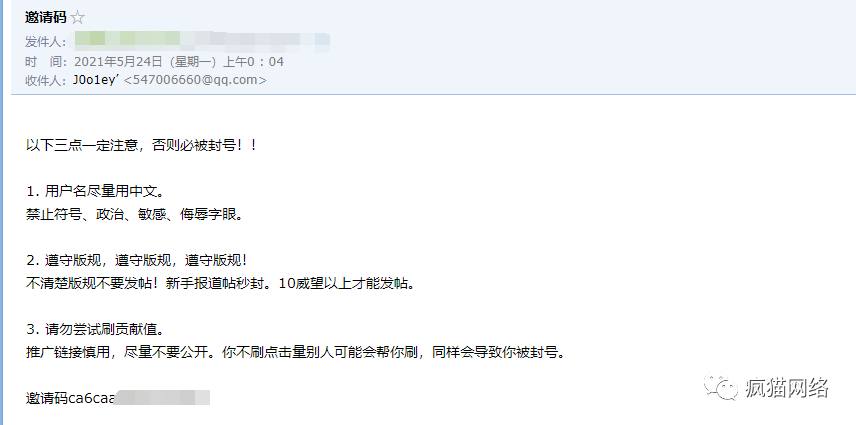 邀请码 ☆
发件人：
时　间：2021年5月24日（星期一）上午0：04
收件人：J0o1ey′ <547006660@qq.com>
以下三点一定注意，否则必被封号！！
1. 用户名尽量用中文。
禁止符号、政治、敏感、侮辱字眼。
2. 遵守版规，遵守版规，遵守版规！
不清楚版规不要发帖！新手报道帖秒封。10威望以上才能发帖。
3. 请勿尝试刷贡献值。
推广链接慎用，尽量不要公开。你不刷点击量别人可能会帮你刷，同样会导致你被封号。
邀请码ca6caa
疯猫网络